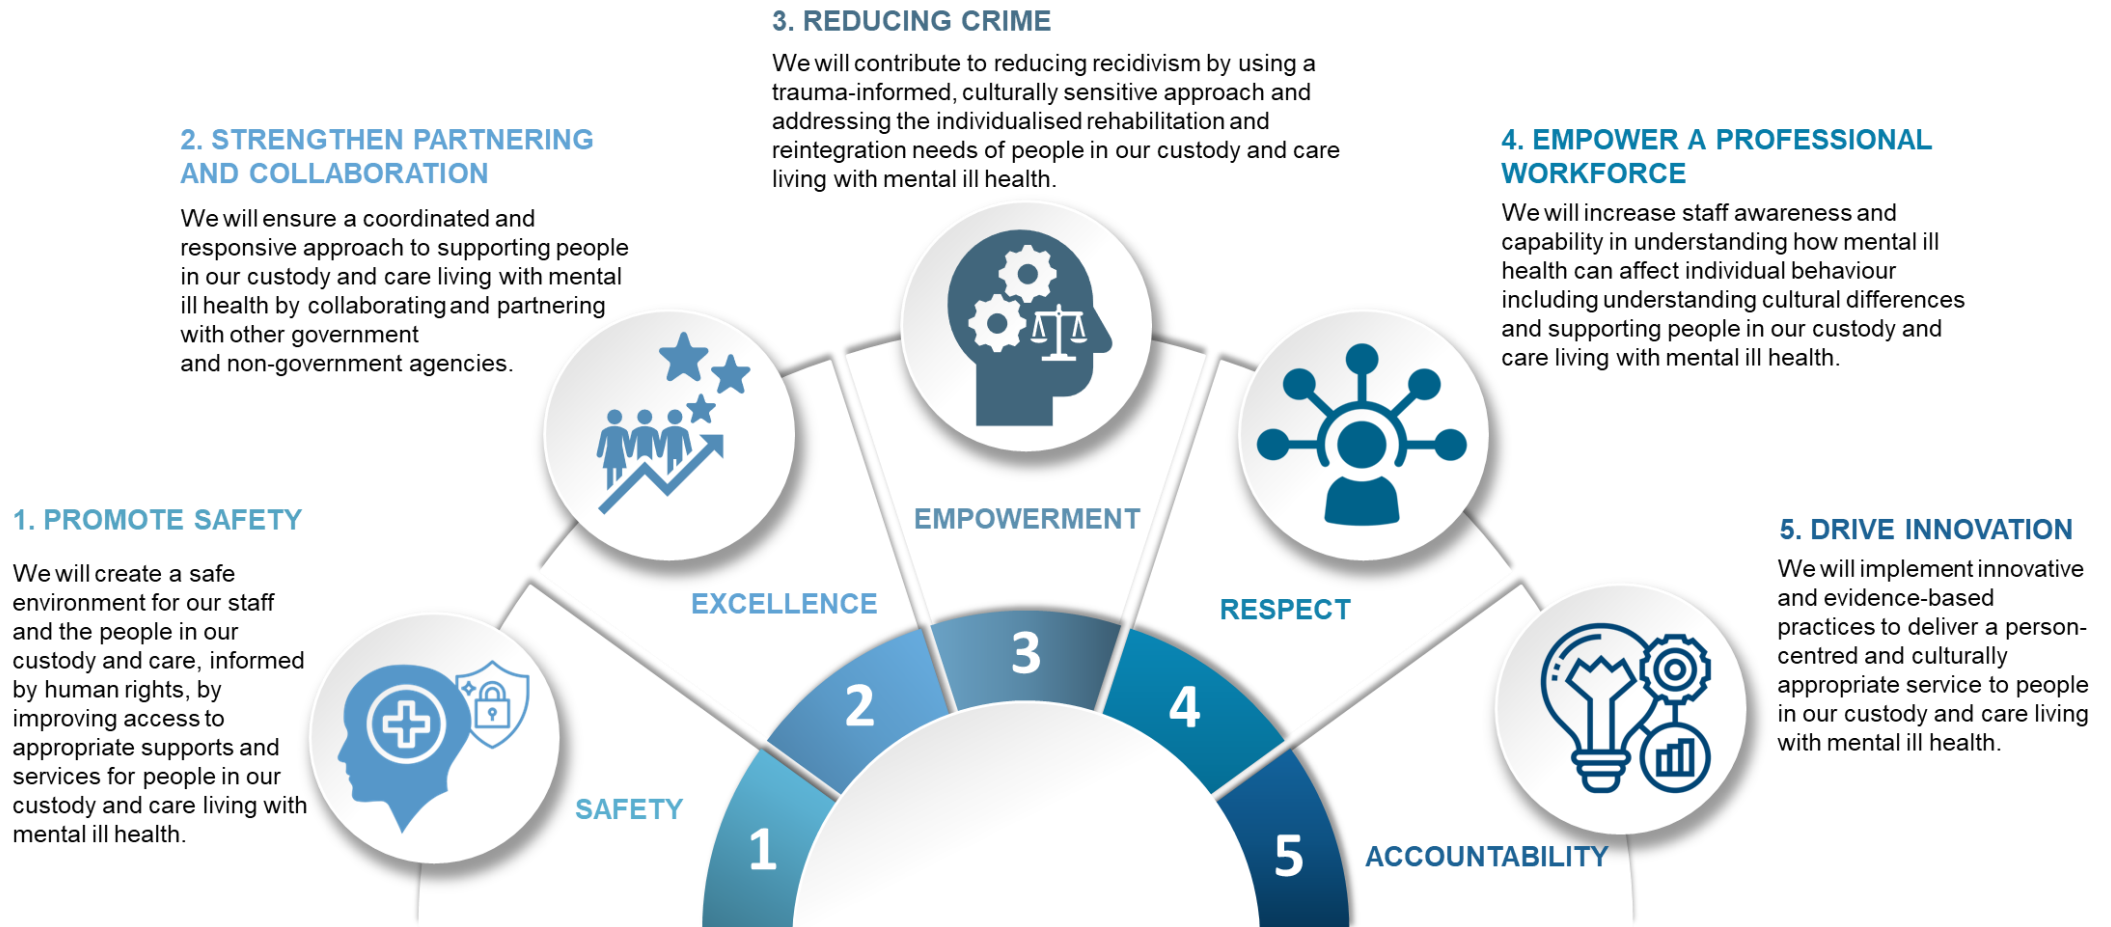 3. REDUCING CRIME
We will contribute to reducing recidivism by using a
trauma-informed, culturally sensitive approach and
addressing the individualised rehabilitation and
reintegration needs of people in our custody and care
living with mental ill health.
2. STRENGTHEN PARTNERING
AND COLLABORATION
We will ensure a coordinated and
responsive approach to supporting people
in our custody and care living with mental
ill health by collaborating and partnering
with other government
and non-government agencies.
4. EMPOWER A PROFESSIONAL
WORKFORCE
We will increase staff awareness and
capability in understanding how mental ill
health can affect individual behaviour
including understanding cultural differences
and supporting people in our custody and
care living with mental ill health.
1. PROMOTE SAFETY
We will create a safe
environment for our staff
and the people in our
custody and care, informed
by human rights, by
improving access to
appropriate supports and
services for people in our
custody and care living with
mental ill health.
5. DRIVE INNOVATION
We will implement innovative
and evidence-based
practices to deliver a person-
centred and culturally
appropriate service to people
in our custody and care living
with mental ill health.
SAFETY
EXCELLENCE
EMPOWERMENT
RESPECT
ACCOUNTABILITY
1
2
3
4
5